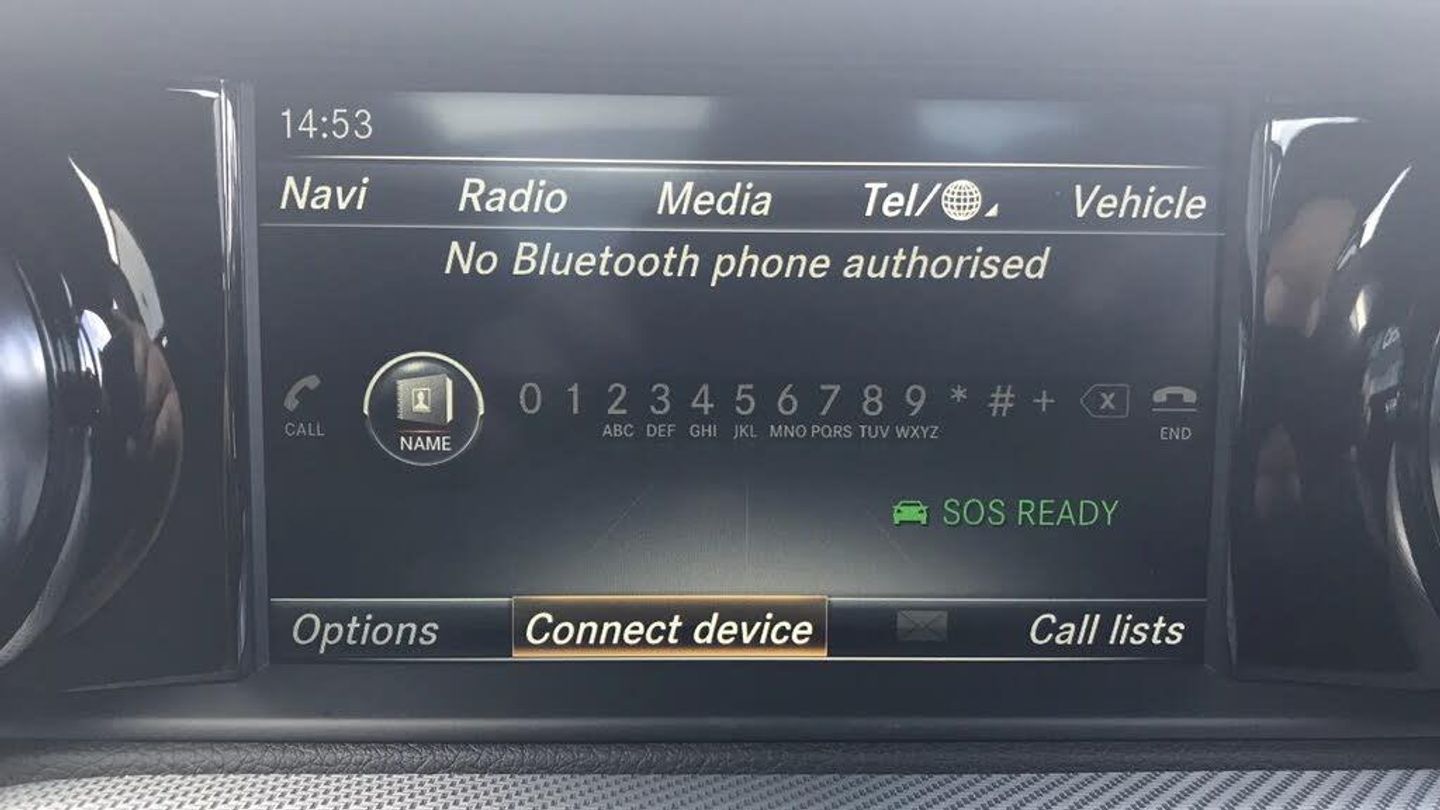 14:53
Navi Radio Media Tel/ Vehicle
No Bluetooth phone authorised
0 1 2 3 4 5 6 7 8 9 * # + X
CALL NAME ABC DEF GHI JKL MNO PQRS TUV WXYZ END
SOS READY
Options Connect device Call lists